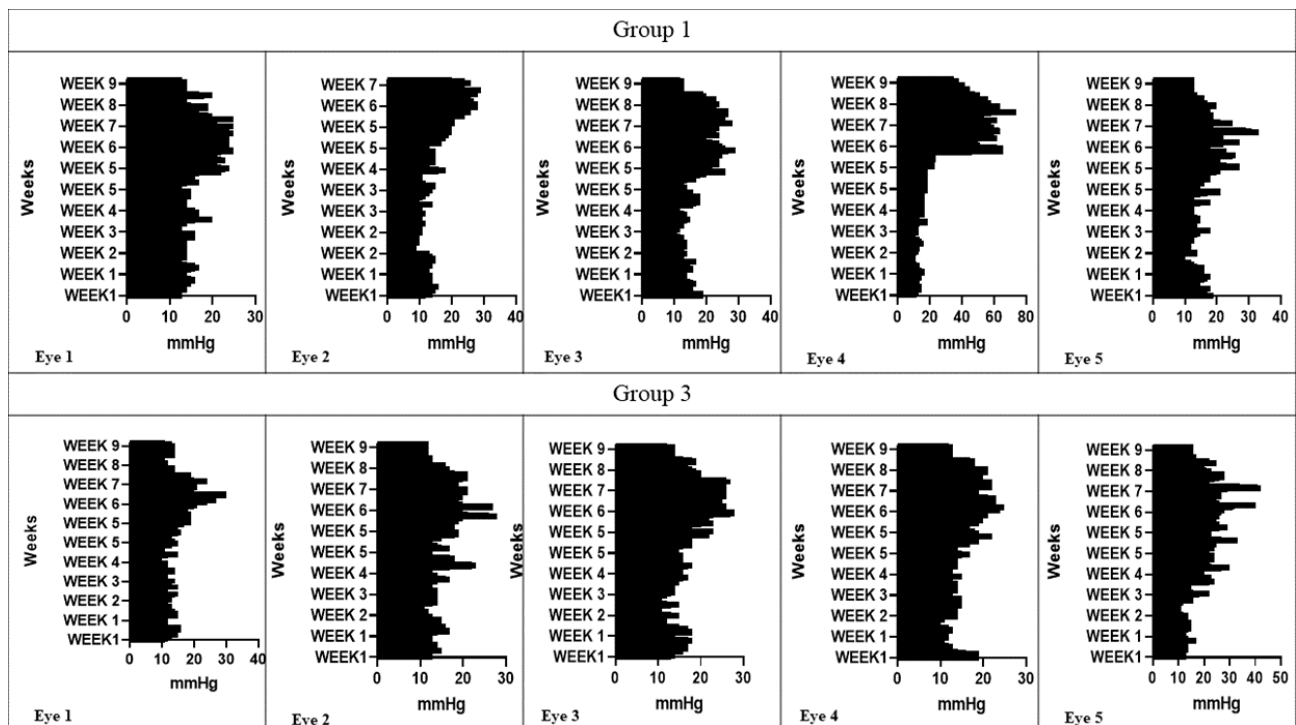 Group 1
Weeks
WEEK 9
WEEK 8
WEEK 7
WEEK 6
WEEK 5
WEEK 5
WEEK 4
WEEK 3
WEEK 2
WEEK 1
WEEK1
0 10 20 30
mmHg
Eye 1
Weeks
WEEK 7
WEEK 6
WEEK 5
WEEK 5
WEEK 4
WEEK 3
WEEK 3
WEEK 2
WEEK 2
WEEK 1
WEEK1
0 10 20 30 40
mmHg
Eye 2
Weeks
WEEK 9
WEEK 8
WEEK 7
WEEK 6
WEEK 5
WEEK 5
WEEK 4
WEEK 3
WEEK 2
WEEK 1
WEEK1
0 10 20 30 40
mmHg
Eye 3
Weeks
WEEK 9
WEEK 8
WEEK 7
WEEK 6
WEEK 5
WEEK 5
WEEK 4
WEEK 3
WEEK 2
WEEK 1
WEEK1
0 20 40 60 80
mmHg
Eye 4
Weeks
WEEK 9
WEEK 8
WEEK 7
WEEK 6
WEEK 5
WEEK 5
WEEK 4
WEEK 3
WEEK 2
WEEK 1
WEEK1
0 10 20 30 40
mmHg
Eye 5
Group 3
Weeks
WEEK 9
WEEK 8
WEEK 7
WEEK 6
WEEK 5
WEEK 5
WEEK 4
WEEK 3
WEEK 2
WEEK 1
WEEK1
0 10 20 30 40
mmHg
Eye 1
Weeks
WEEK 9
WEEK 8
WEEK 7
WEEK 6
WEEK 5
WEEK 5
WEEK 4
WEEK 3
WEEK 2
WEEK 1
WEEK1
0 10 20 30
mmHg
Eye 2
Weeks
WEEK 9
WEEK 8
WEEK 7
WEEK 6
WEEK 5
WEEK 5
WEEK 4
WEEK 3
WEEK 2
WEEK 1
WEEK1
0 10 20 30
mmHg
Eye 3
Weeks
WEEK 9
WEEK 8
WEEK 7
WEEK 6
WEEK 5
WEEK 5
WEEK 4
WEEK 3
WEEK 2
WEEK 1
WEEK1
0 10 20 30
mmHg
Eye 4
Weeks
WEEK 9
WEEK 8
WEEK 7
WEEK 6
WEEK 5
WEEK 5
WEEK 4
WEEK 3
WEEK 2
WEEK 1
WEEK1
0 10 20 30 40 50
mmHg
Eye 5